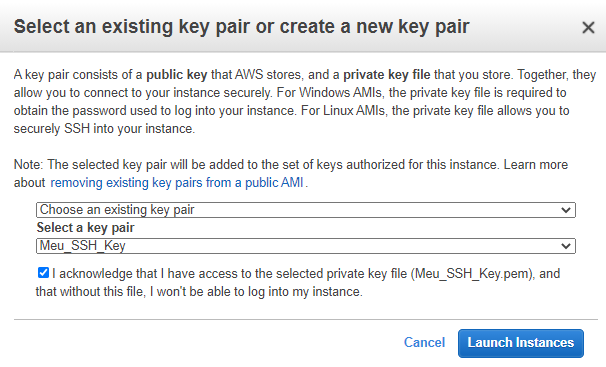 Select an existing key pair or create a new key pair
A key pair consists of a public key that AWS stores, and a private key file that you store. Together, they
allow you to connect to your instance securely. For Windows AMIs, the private key file is required to
obtain the password used to log into your instance. For Linux AMIs, the private key file allows you to
securely SSH into your instance.
Note: The selected key pair will be added to the set of keys authorized for this instance. Learn more
about removing existing key pairs from a public AMI.
Choose an existing key pair
Select a key pair
Meu_SSH_Key
I acknowledge that I have access to the selected private key file (Meu_SSH_Key.pem), and
that without this file, I won't be able to log into my instance.
Cancel Launch Instances